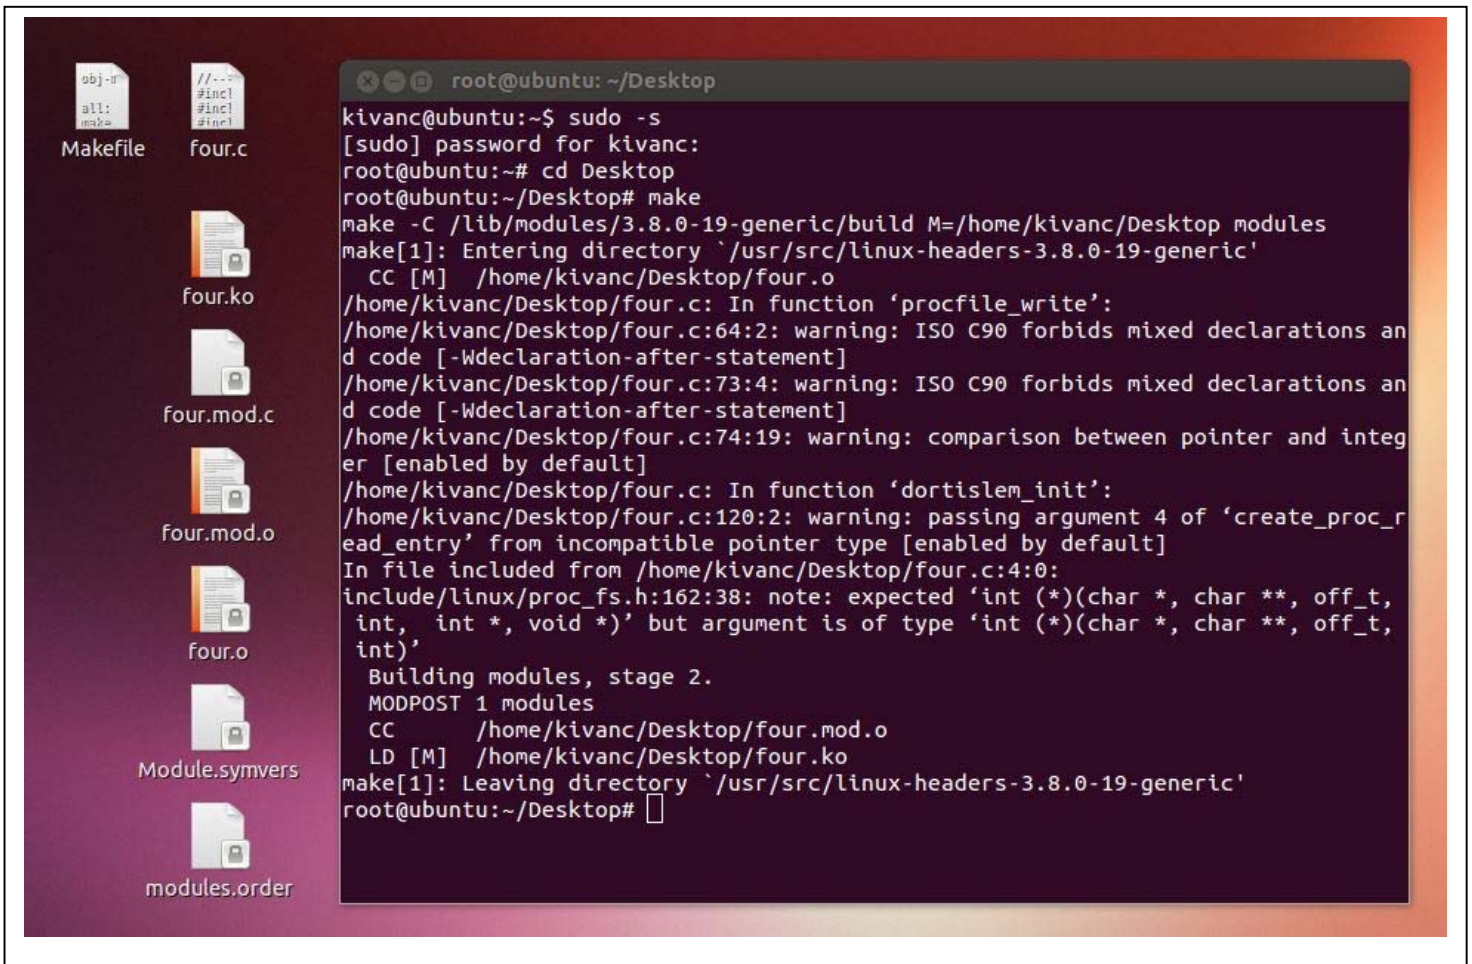 obj-m
all:
make
Makefile
//---
#incl
#incl
#incl
four.c
four.ko
four.mod.c
four.mod.o
four.o
Module.symvers
modules.order
root@ubuntu: ~/Desktop
kivanc@ubuntu:~$ sudo -s
[sudo] password for kivanc:
root@ubuntu:~# cd Desktop
root@ubuntu:~/Desktop# make
make -C /lib/modules/3.8.0-19-generic/build M=/home/kivanc/Desktop modules
make[1]: Entering directory `/usr/src/linux-headers-3.8.0-19-generic'
  CC [M]  /home/kivanc/Desktop/four.o
/home/kivanc/Desktop/four.c: In function ‘procfile_write’:
/home/kivanc/Desktop/four.c:64:2: warning: ISO C90 forbids mixed declarations an
d code [-Wdeclaration-after-statement]
/home/kivanc/Desktop/four.c:73:4: warning: ISO C90 forbids mixed declarations an
d code [-Wdeclaration-after-statement]
/home/kivanc/Desktop/four.c:74:19: warning: comparison between pointer and integ
er [enabled by default]
/home/kivanc/Desktop/four.c: In function ‘dortislem_init’:
/home/kivanc/Desktop/four.c:120:2: warning: passing argument 4 of ‘create_proc_r
ead_entry’ from incompatible pointer type [enabled by default]
In file included from /home/kivanc/Desktop/four.c:4:0:
include/linux/proc_fs.h:162:38: note: expected ‘int (*)(char *, char **, off_t,
 int,  int *, void *)’ but argument is of type ‘int (*)(char *, char **, off_t,
 int)’
  Building modules, stage 2.
  MODPOST 1 modules
  CC      /home/kivanc/Desktop/four.mod.o
  LD [M]  /home/kivanc/Desktop/four.ko
make[1]: Leaving directory `/usr/src/linux-headers-3.8.0-19-generic'
root@ubuntu:~/Desktop#